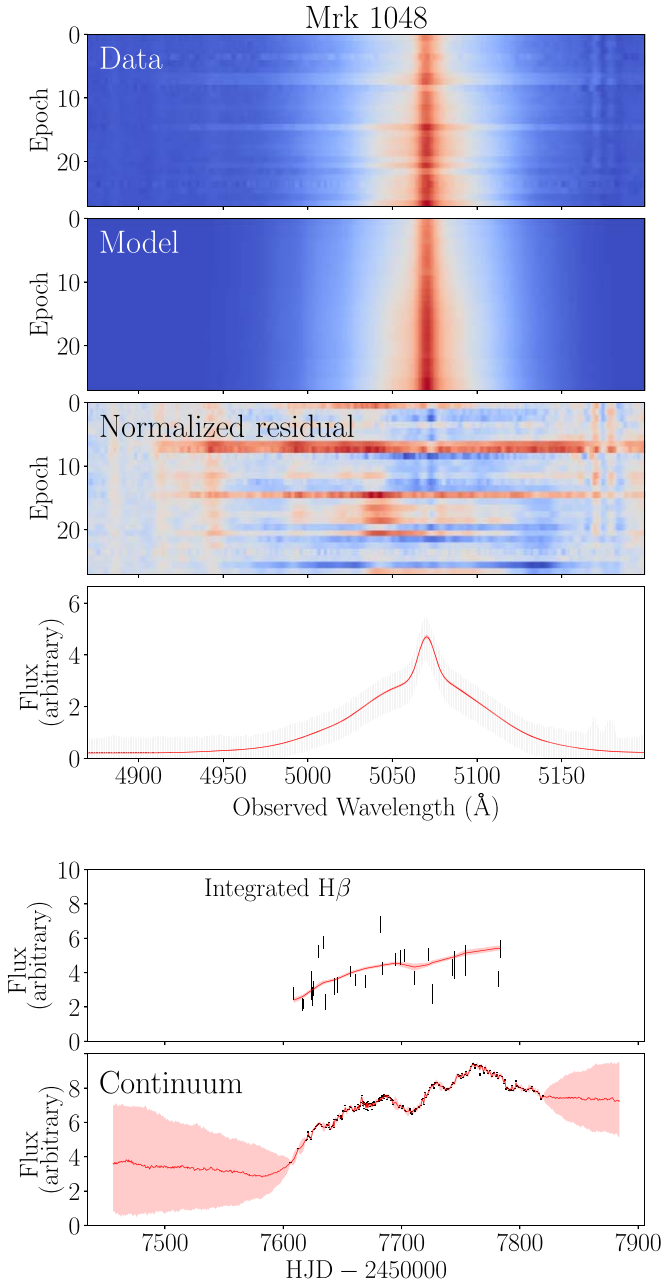 Mrk 1048
Data
Epoch
0
10
20
Model
Epoch
0
10
20
Normalized residual
Epoch
0
10
20
Flux
(arbitrary)
6
4
2
0
4900 4950 5000 5050 5100 5150
Observed Wavelength (Å)
Integrated Hβ
Flux
(arbitrary)
10
8
6
4
2
0
Continuum
Flux
(arbitrary)
8
6
4
2
0
7500 7600 7700 7800 7900
HJD − 2450000